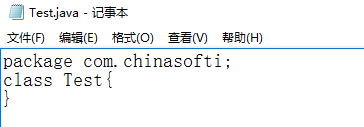 Test.java - 记事本
文件(F) 编辑(E) 格式(O) 查看(V) 帮助(H)
package com.chinasofti;
class Test{
}